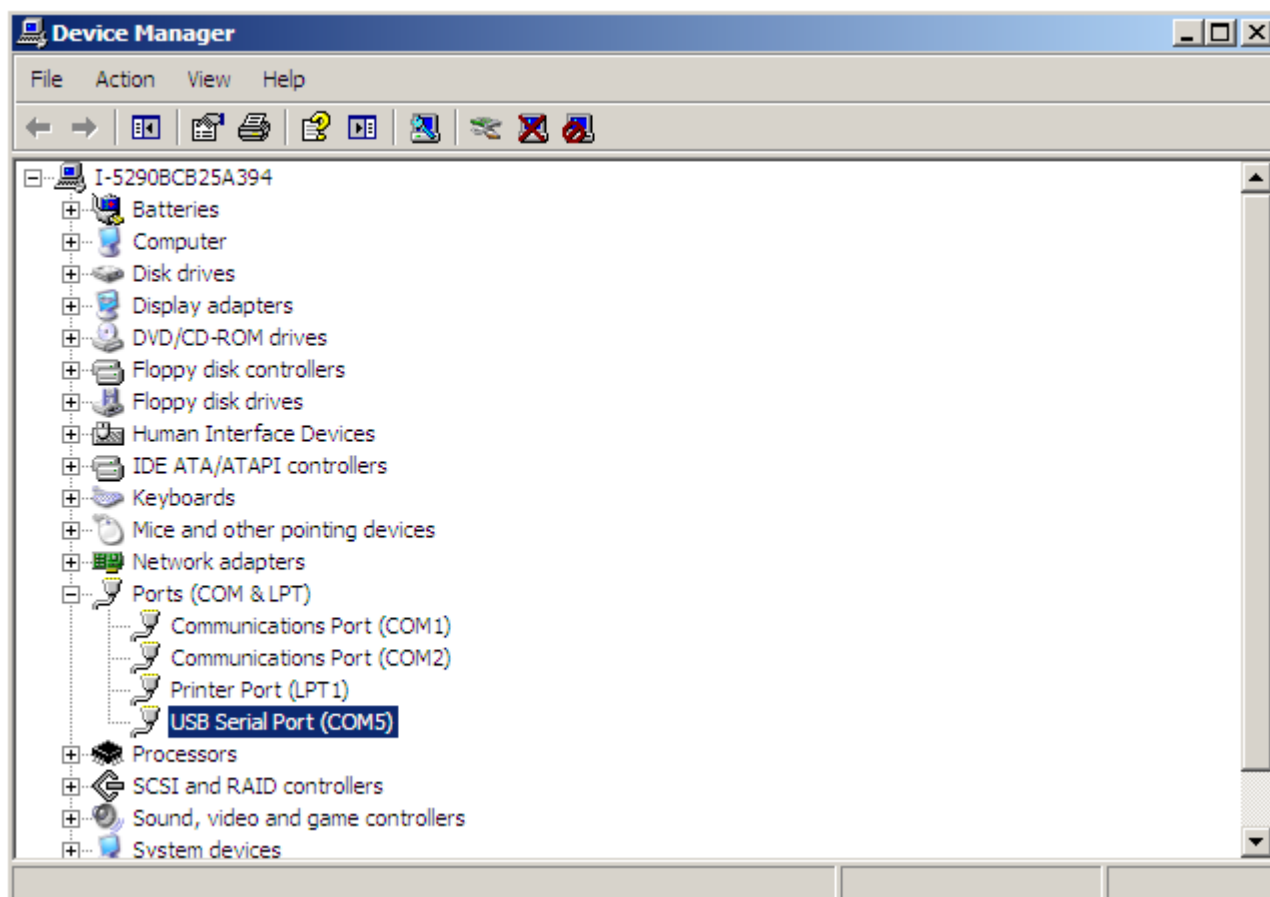 Device Manager
File Action View Help
I-5290BCB25A394
Batteries
Computer
Disk drives
Display adapters
DVD/CD-ROM drives
Floppy disk controllers
Floppy disk drives
Human Interface Devices
IDE ATA/ATAPI controllers
Keyboards
Mice and other pointing devices
Network adapters
Ports (COM & LPT)
Communications Port (COM1)
Communications Port (COM2)
Printer Port (LPT1)
USB Serial Port (COM5)
Processors
SCSI and RAID controllers
Sound, video and game controllers
System devices